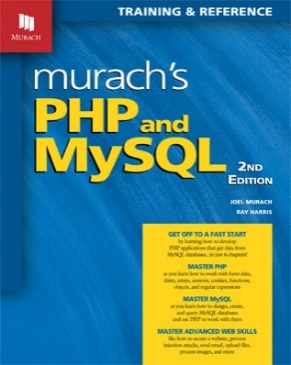 TRAINING & REFERENCE
MURACH
murach's
PHP and
MySQL
2ND
EDITION
JOEL MURACH
RAY HARRIS
GET OFF TO A FAST START
by learning how to develop
PHP applications that get data from
MySQL databases...in just 6 chapters!
MASTER PHP
as you learn how to work with form data,
dates, arrays, sessions, cookies, functions,
objects, and regular expressions
MASTER MySQL
as you learn how to design, create,
and query MySQL databases
and use PHP to work with them
MASTER ADVANCED WEB SKILLS
like how to secure a website, prevent
injection attacks, send email, upload files,
process images, and more